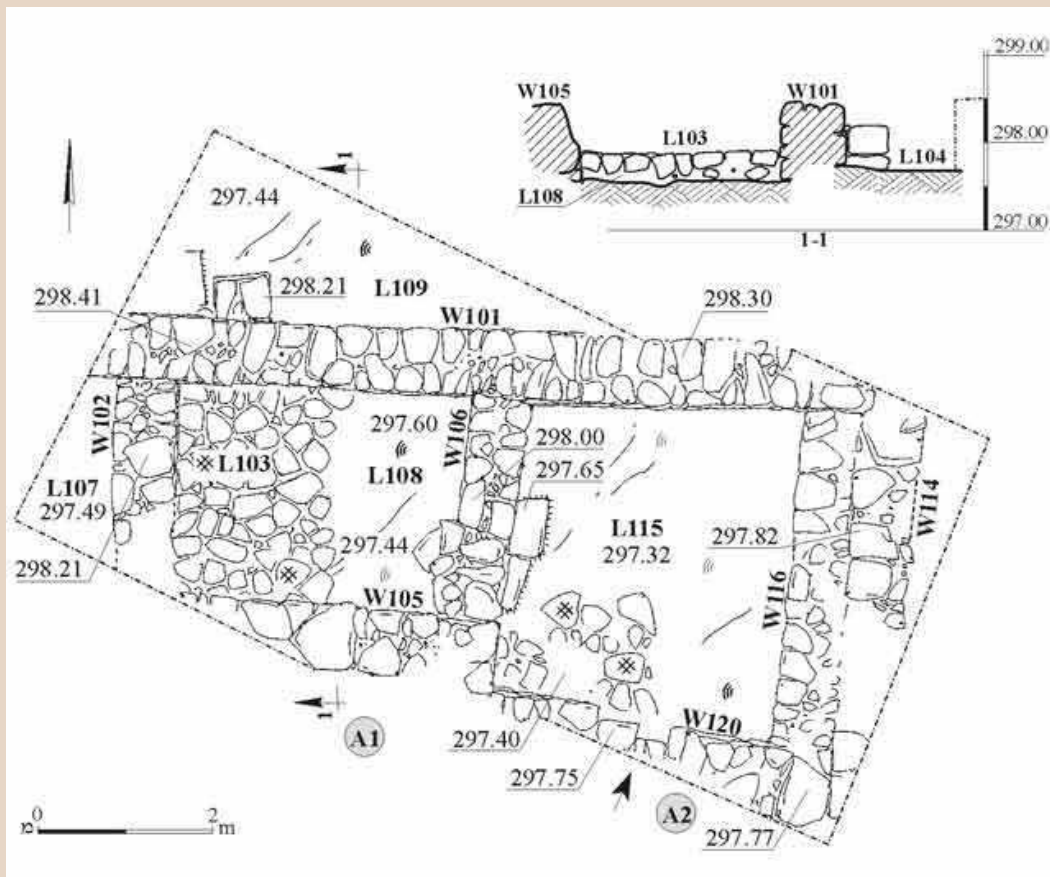 299.00
W105
W101
L103
298.00
L104
L108
297.00
1-1
1
297.44
298.41
298.21
L109
W101
298.30
W102
297.60
W106
298.00
297.65
L103
L108
L107
297.49
L115
297.32
297.82
W114
297.44
298.21
W105
W116
1
A1
297.40
W120
297.75
A2
297.77
0 2
מ m